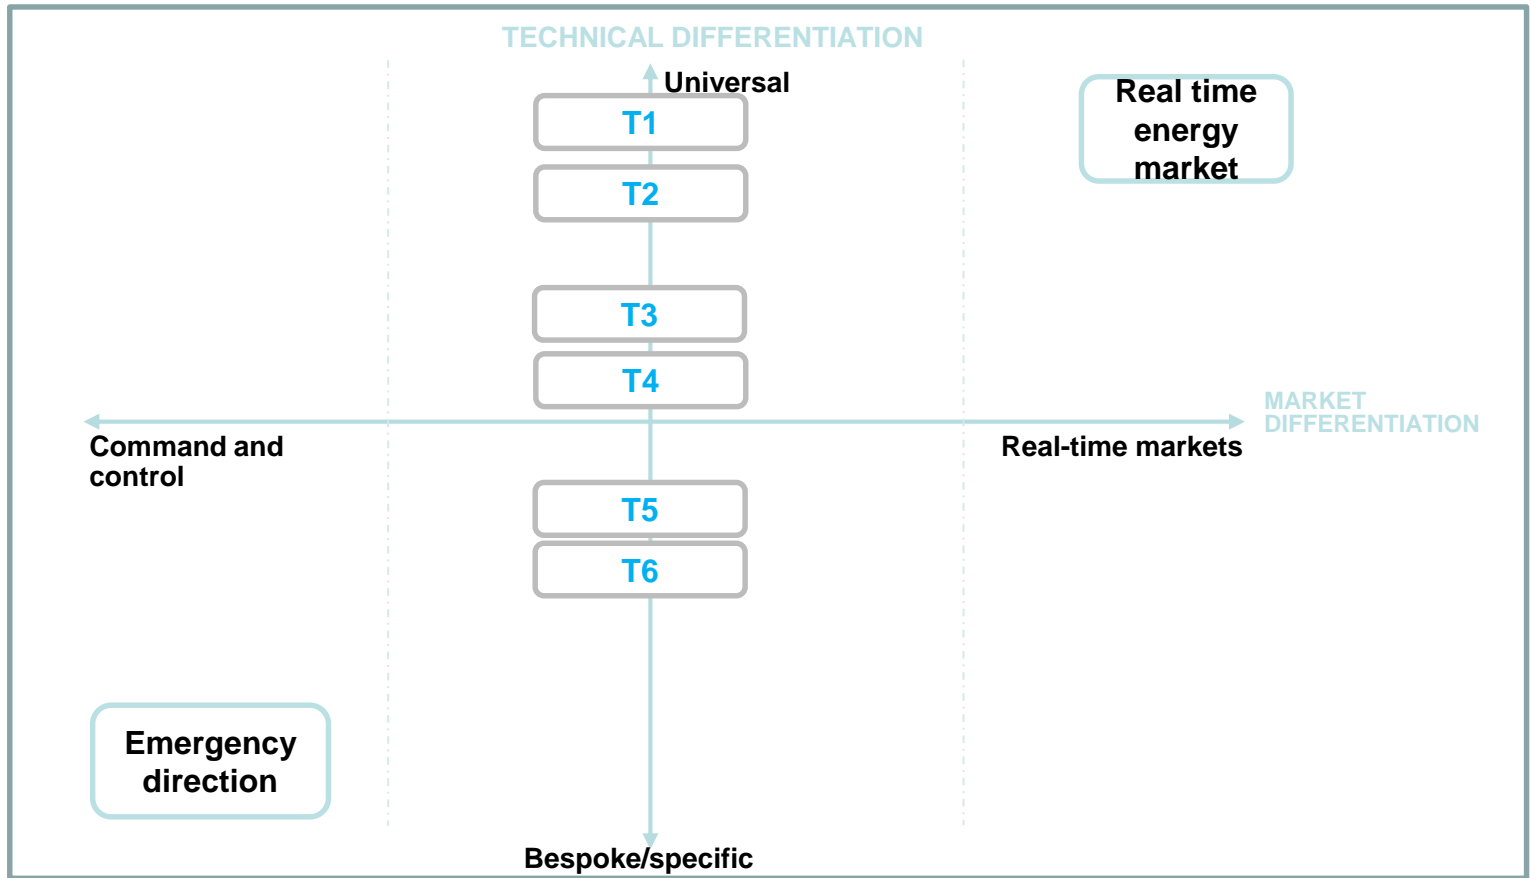 TECHNICAL DIFFERENTIATION
Universal
Real time
energy
market
T1
T2
T3
T4
MARKET
DIFFERENTIATION
Command and
control
Real-time markets
T5
T6
Emergency
direction
Bespoke/specific